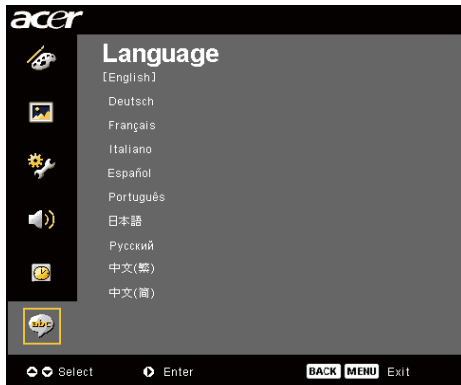 acer
Language
[English]
Deutsch
Français
Italiano
Español
Português
日本語
Русский
中文(繁)
中文(简)
abc
Select Enter BACK MENU Exit